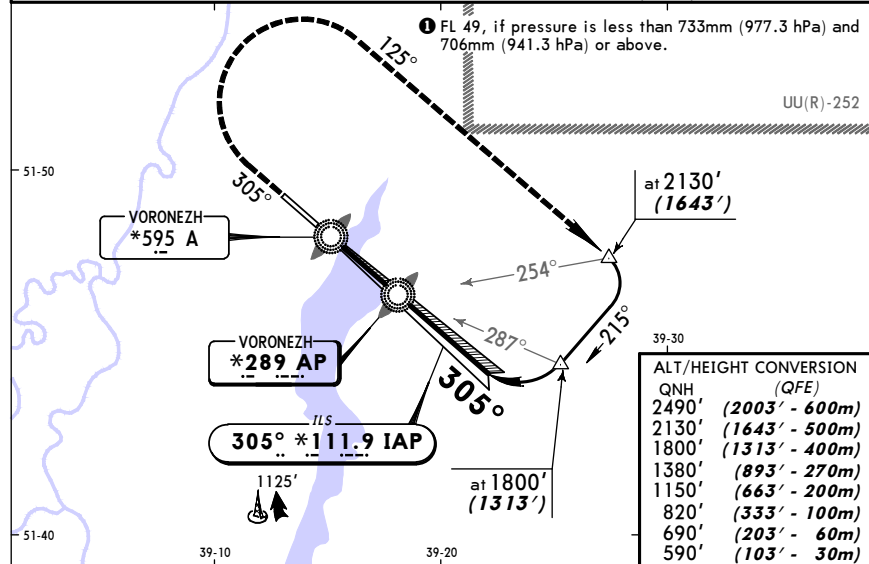 ❶ FL 49, if pressure is less than 733mm (977.3 hPa) and
706mm (941.3 hPa) or above.
125°
UU(R)-252
51-50
305°
at 2130'
(1643')
VORONEZH
*595 A
254°
215°
39-30
VORONEZH
*289 AP
287°
305°
ILS
305° *111.9 IAP
1125'
at 1800'
(1313')
ALT/HEIGHT CONVERSION
QNH (QFE)
2490' (2003' - 600m)
2130' (1643' - 500m)
1800' (1313' - 400m)
1380' (893' - 270m)
1150' (663' - 200m)
820' (333' - 100m)
690' (203' - 60m)
590' (103' - 30m)
51-40
39-10
39-20